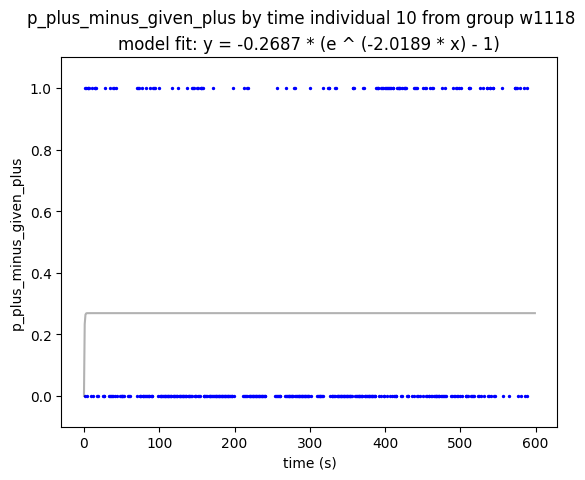 p_plus_minus_given_plus by time individual 10 from group w1118
model fit: y = -0.2687 * (e ^ (-2.0189 * x) - 1)
p_plus_minus_given_plus
1.0
0.8
0.6
0.4
0.2
0.0
0 100 200 300 400 500 600
time (s)